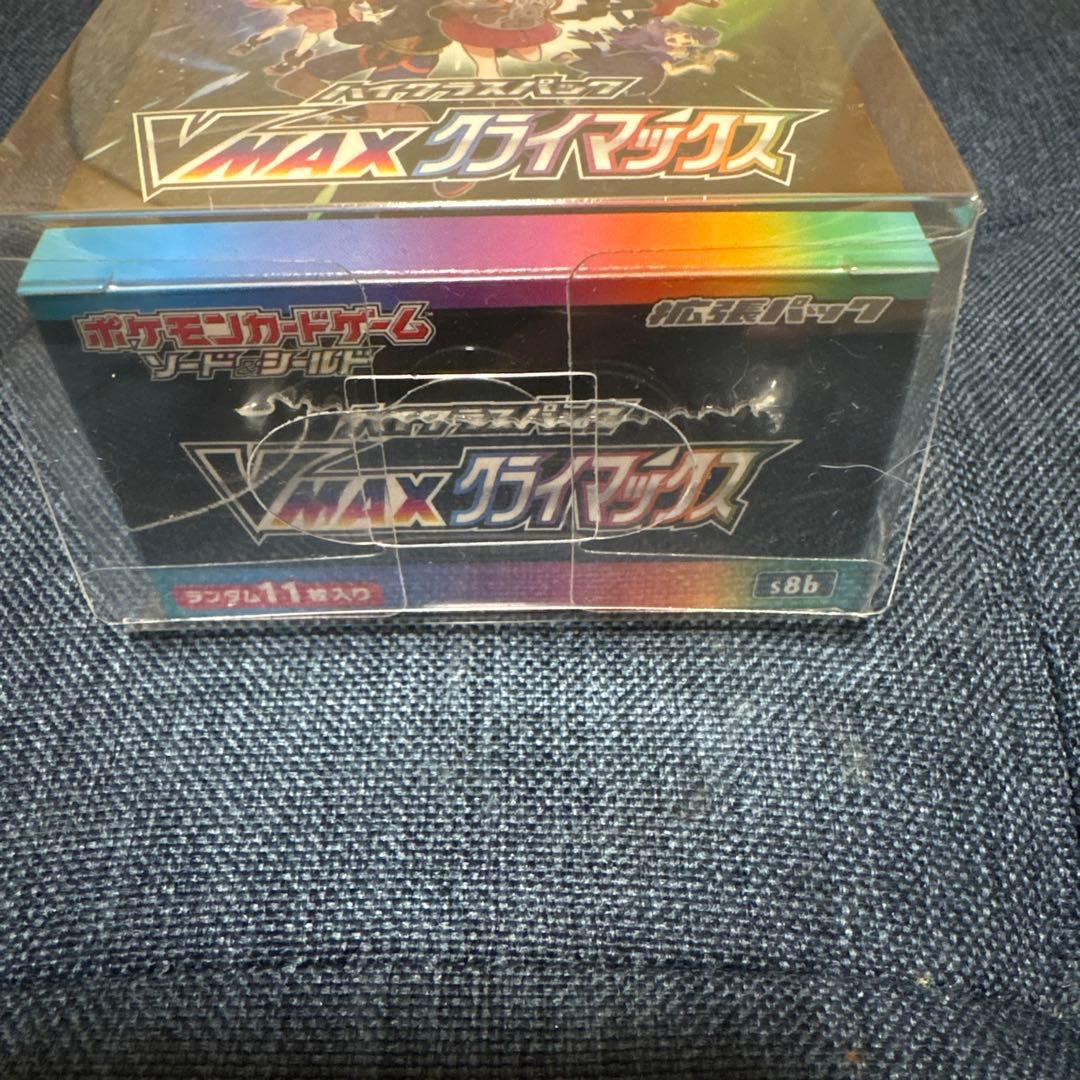 ハイクラスパック
VMAXクライマックス
ポケモンカードゲーム
ソード&シールド
拡張パック
ハイクラスパック
VMAXクライマックス
ランダム11枚入り
s8b